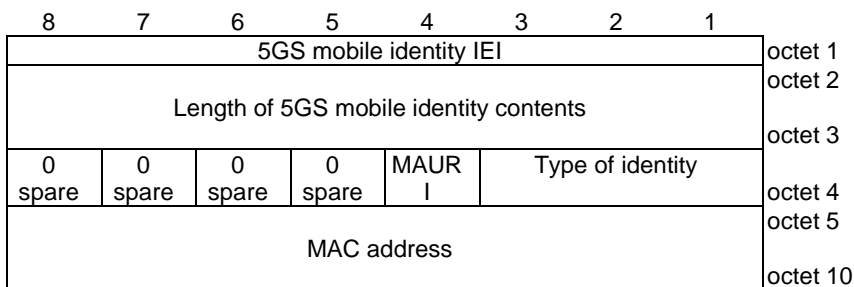 8 7 6 5 4 3 2 1
5GS mobile identity IEI octet 1
octet 2
Length of 5GS mobile identity contents
octet 3
0 0 0 0 MAUR Type of identity
spare spare spare spare I octet 4
octet 5
MAC address
octet 10